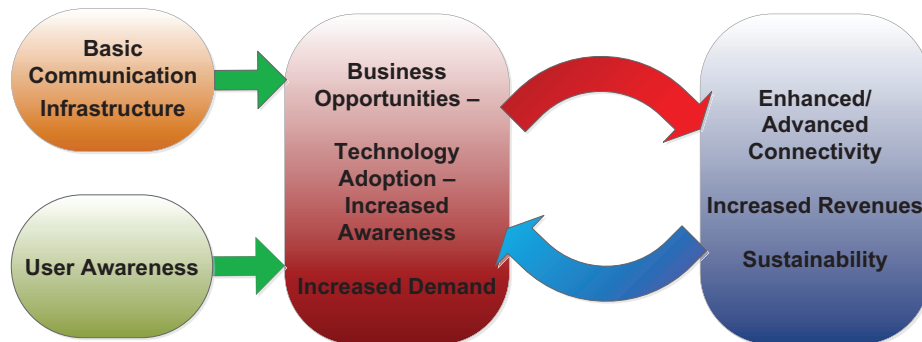 Basic
Communication
Infrastructure
User Awareness
Business
Opportunities –
Technology
Adoption –
Increased
Awareness
Increased Demand
Enhanced/
Advanced
Connectivity
Increased Revenues
Sustainability